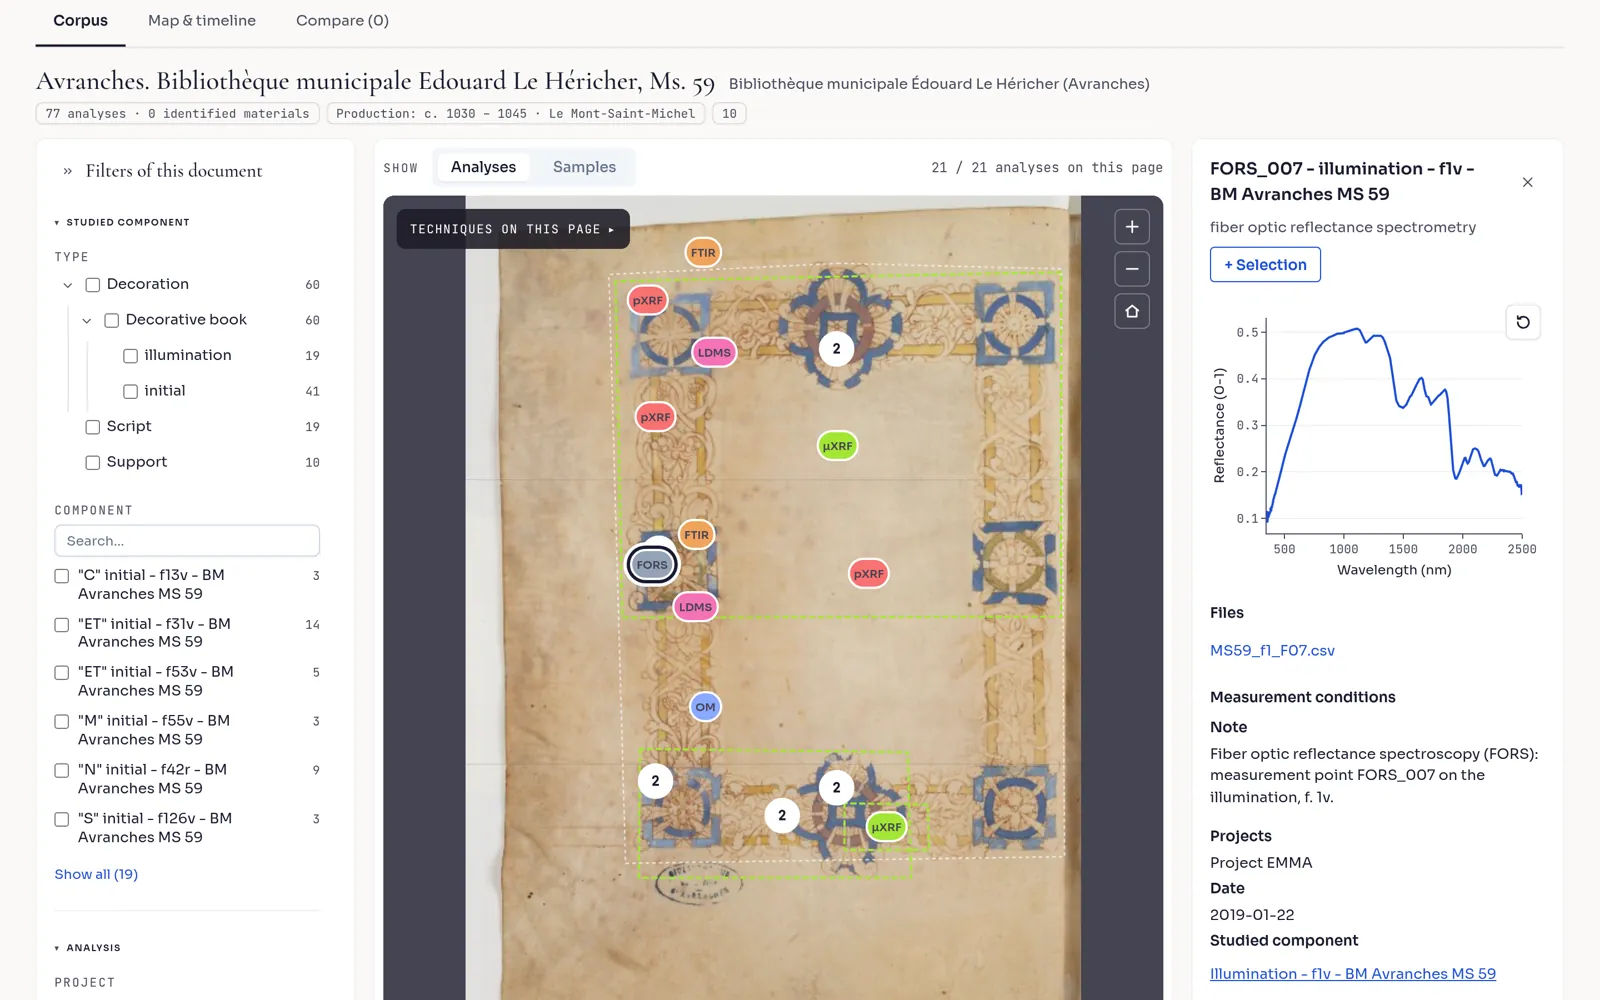 Corpus
Map & timeline
Compare (0)
Avranches. Bibliothèque municipale Edouard Le Héricher, Ms. 59
Bibliothèque municipale Édouard Le Héricher (Avranches)
77 analyses · 0 identified materials
Production: c. 1030 – 1045 · Le Mont-Saint-Michel
10
» Filters of this document
▾ STUDIED COMPONENT
TYPE
Decoration 60
Decorative book 60
illumination 19
initial 41
Script 19
Support 10
COMPONENT
Search...
"C" initial – f13v – BM 3
Avranches MS 59
"ET" initial – f31v – BM 14
Avranches MS 59
"ET" initial – f53v – BM 5
Avranches MS 59
"M" initial – f55v – BM 3
Avranches MS 59
"N" initial – f42r – BM 9
Avranches MS 59
"S" initial – f126v – BM 3
Avranches MS 59
Show all (19)
▾ ANALYSIS
PROJECT
SHOW
Analyses
Samples
21 / 21 analyses on this page
TECHNIQUES ON THIS PAGE ▸
FTIR
pXRF
LDMS
2
pXRF
µXRF
FTIR
FORS
pXRF
LDMS
OM
2
2
2
µXRF
FORS_007 – illumination – f1v –
BM Avranches MS 59
fiber optic reflectance spectrometry
+ Selection
Reflectance (0–1)
0.5
0.4
0.3
0.2
0.1
500 1000 1500 2000 2500
Wavelength (nm)
Files
MS59_f1_F07.csv
Measurement conditions
Note
Fiber optic reflectance spectroscopy (FORS):
measurement point FORS_007 on the
illumination, f. 1v.
Projects
Project EMMA
Date
2019-01-22
Studied component
Illumination – f1v – BM Avranches MS 59